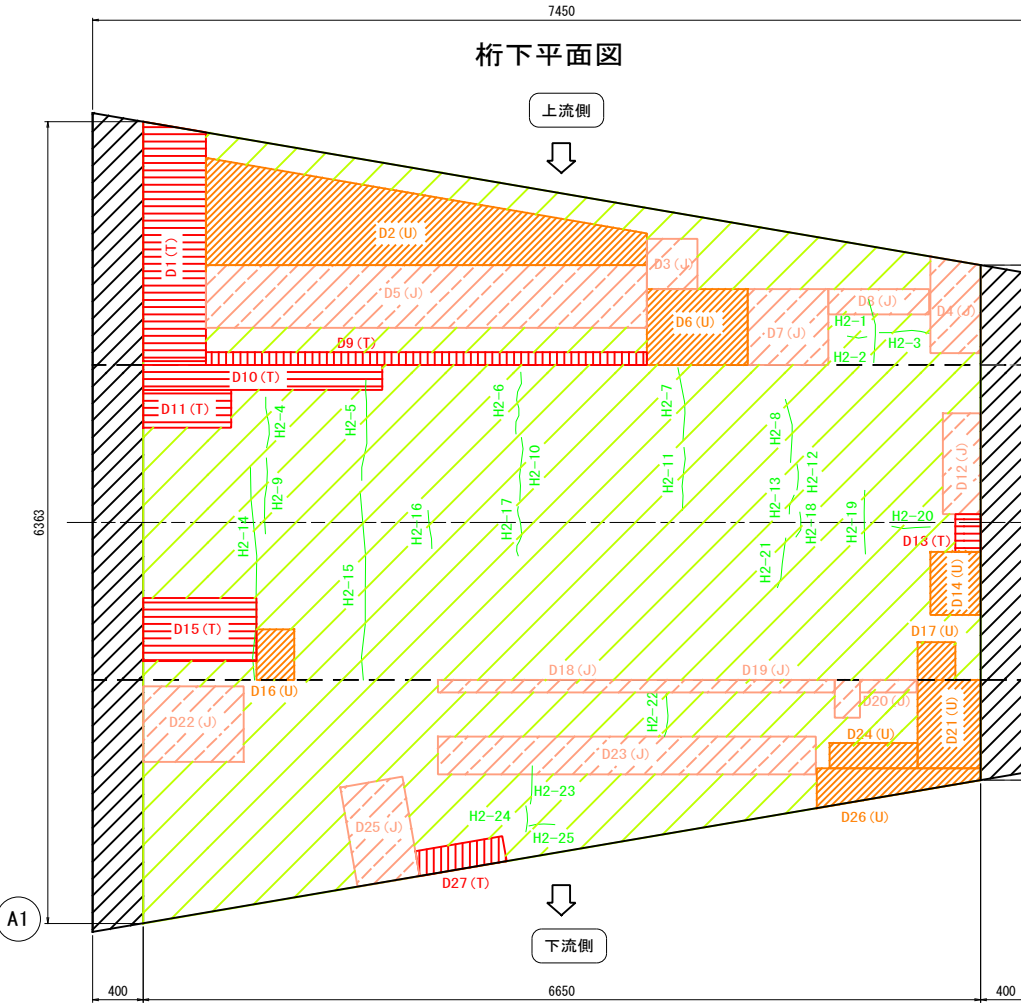 7450
桁下平面図
上流側
D1(T)
D2(U)
D3(J)
D4(J)
D5(J)
D6(U)
D7(J)
D8(J)
H2-1
H2-2
H2-3
D9(T)
D10(T)
D11(T)
H2-4
H2-5
H2-6
H2-7
H2-8
H2-9
H2-10
H2-11
H2-12
H2-13
D12(J)
H2-14
H2-16
H2-17
H2-18
H2-19
H2-20
D13(T)
6363
H2-15
H2-21
D14(U)
D15(T)
D16(U)
D17(U)
D18(J)
D19(J)
D20(J)
D21(U)
D22(J)
H2-22
D23(J)
D24(U)
H2-23
H2-24
H2-25
D25(J)
D26(U)
D27(T)
A1
下流側
400
6650
400